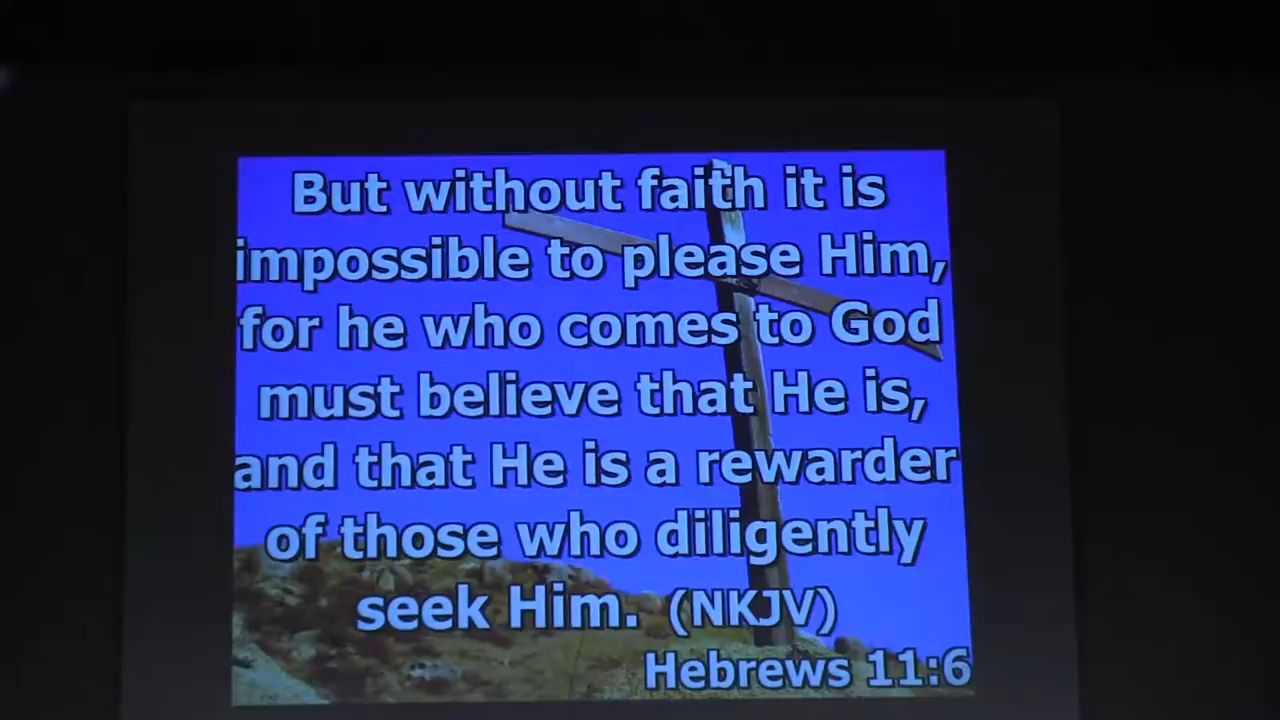 But without faith it is
impossible to please Him,
for he who comes to God
must believe that He is,
and that He is a rewarder
of those who diligently
seek Him. (NKJV)
Hebrews 11:6